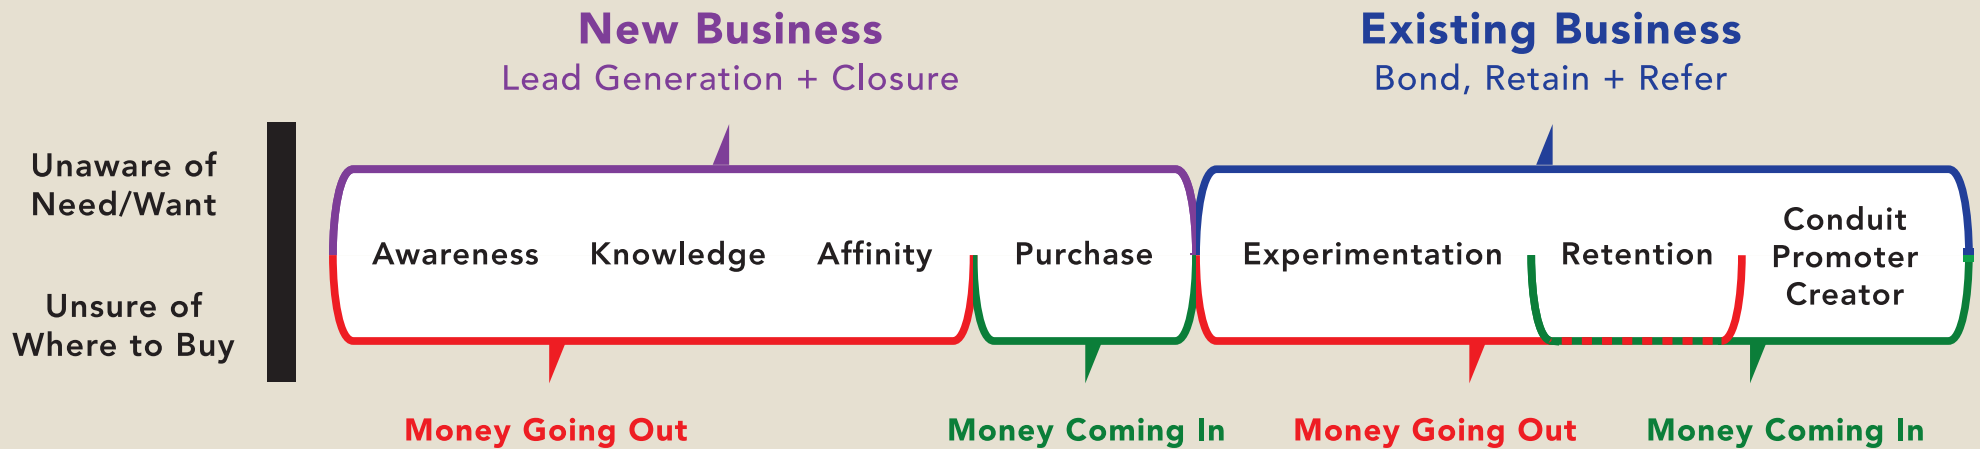 New Business
Lead Generation + Closure
Existing Business
Bond, Retain + Refer
Unaware of
Need/Want
Unsure of
Where to Buy
Awareness
Knowledge
Affinity
Purchase
Experimentation
Retention
Conduit
Promoter
Creator
Money Going Out
Money Coming In
Money Going Out
Money Coming In